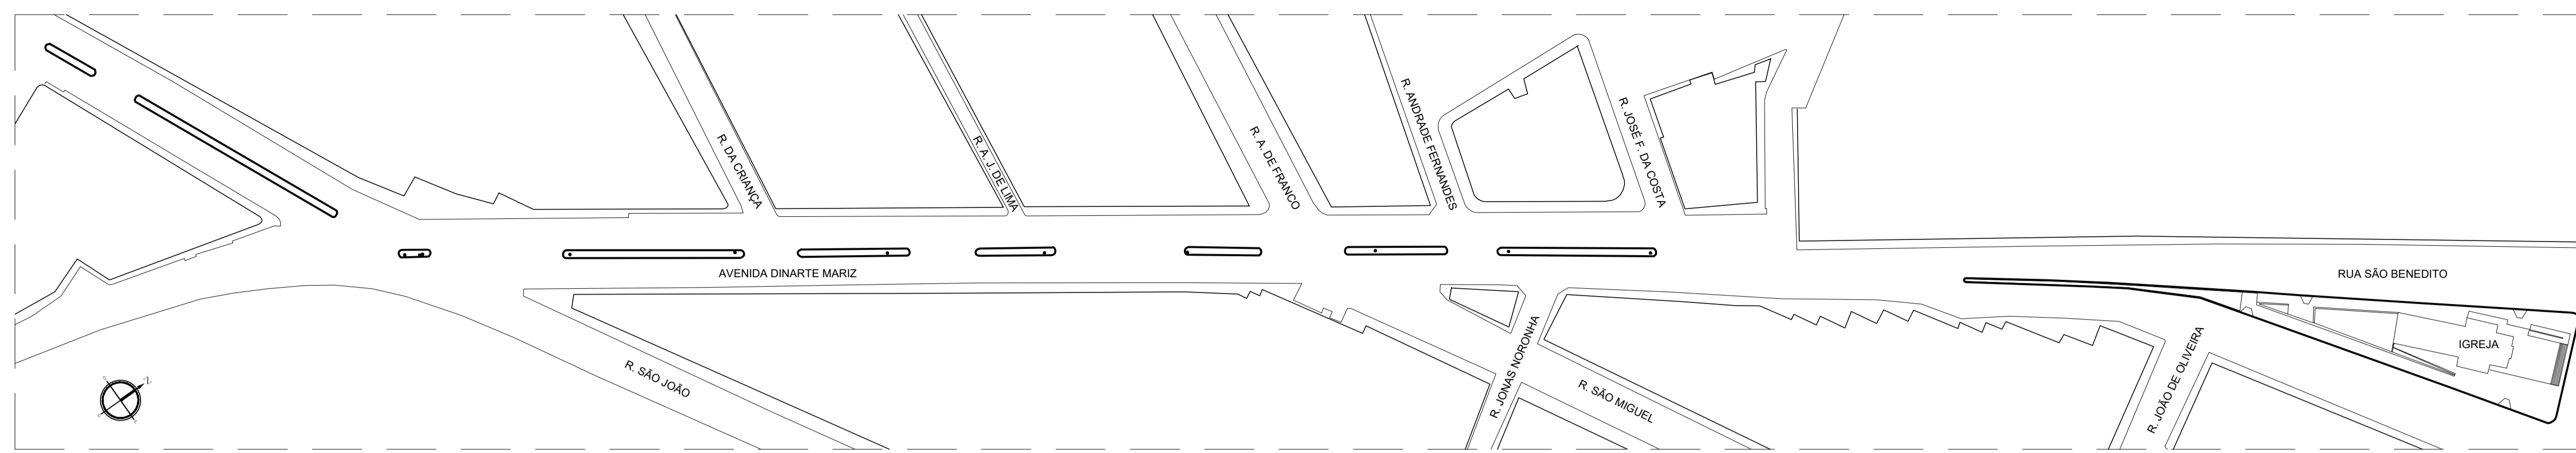 R. DA CRIANÇA
R. A. J. DE LIMA
R. A. DE FRANCO
R. ANDRADE FERNANDES
R. JOSÉ F. DA COSTA
AVENIDA DINARTE MARIZ
RUA SÃO BENEDITO
IGREJA
R. SÃO JOÃO
R. JONAS NORONHA
R. SÃO MIGUEL
R. JOÃO DE OLIVEIRA